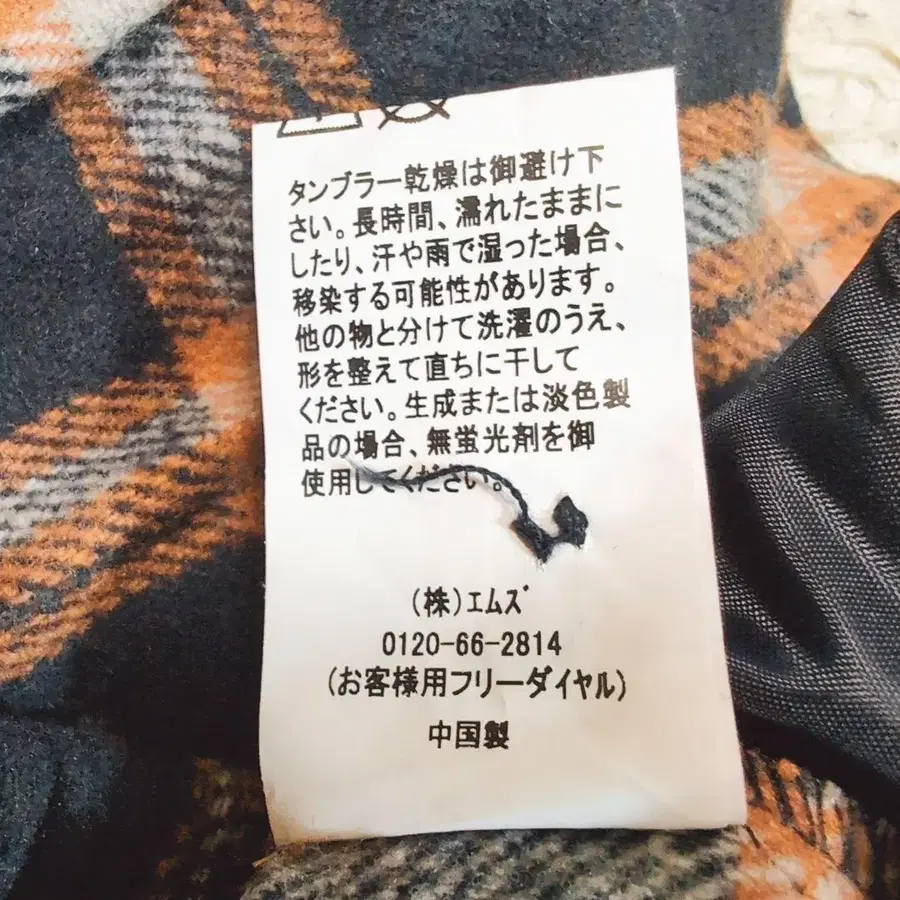 タンブラー乾燥は御避け下
さい。長時間、濡れたままに
したり、汗や雨で湿った場合、
移染する可能性があります。
他の物と分けて洗濯のうえ、
形を整えて直ちに干して
ください。生成または淡色製
品の場合、無蛍光剤を御
使用してください。
(株)エムズ
0120-66-2814
(お客様用フリーダイヤル)
中国製